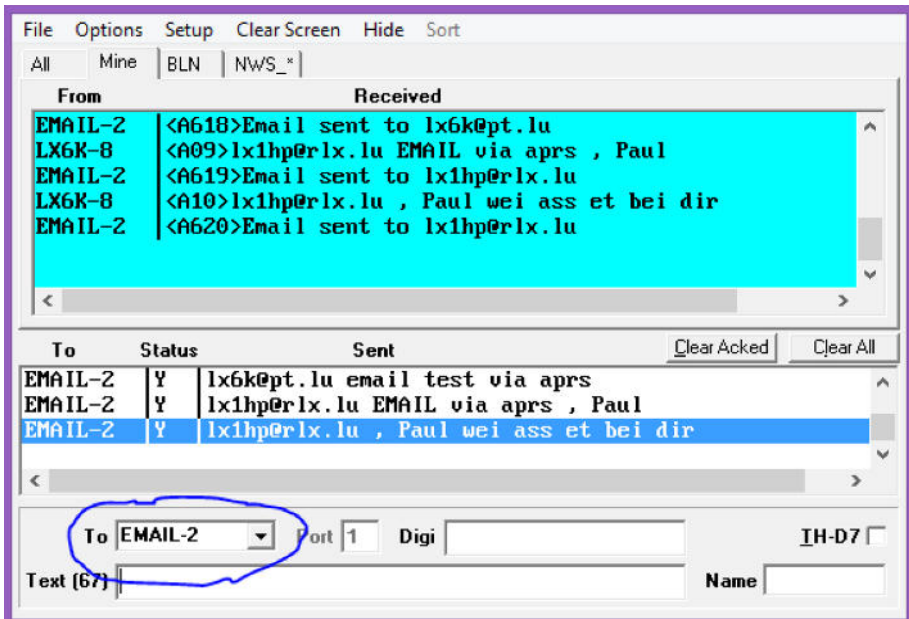 File Options Setup Clear Screen Hide Sort
All Mine BLN NWS_*
From Received
EMAIL-2 <A618>Email sent to lx6k@pt.lu
LX6K-8 <A09>lx1hp@rlx.lu EMAIL via aprs , Paul
EMAIL-2 <A619>Email sent to lx1hp@rlx.lu
LX6K-8 <A10>lx1hp@rlx.lu , Paul wei ass et bei dir
EMAIL-2 <A620>Email sent to lx1hp@rlx.lu
To Status Sent Clear Acked Clear All
EMAIL-2 Y lx6k@pt.lu email test via aprs
EMAIL-2 Y lx1hp@rlx.lu EMAIL via aprs , Paul
EMAIL-2 Y lx1hp@rlx.lu , Paul wei ass et bei dir
To EMAIL-2 Port 1 Digi TH-D7
Text (67) Name